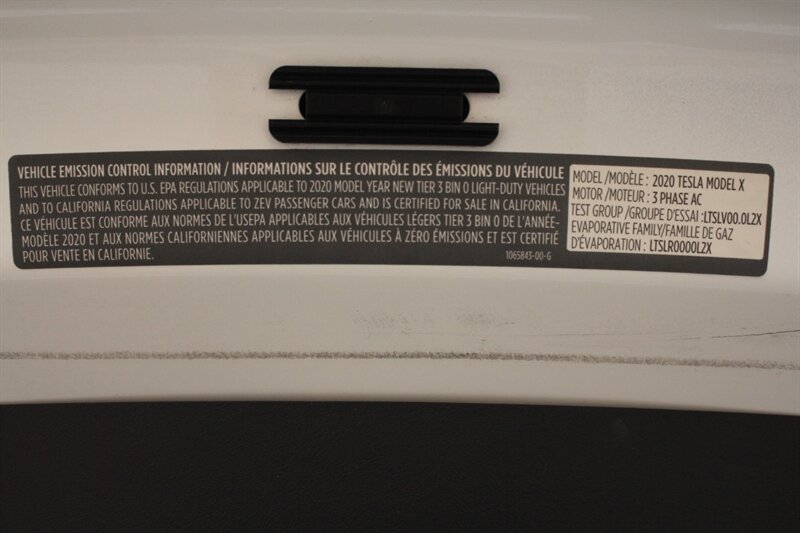 VEHICLE EMISSION CONTROL INFORMATION / INFORMATIONS SUR LE CONTRÔLE DES ÉMISSIONS DU VÉHICULE
THIS VEHICLE CONFORMS TO U.S. EPA REGULATIONS APPLICABLE TO 2020 MODEL YEAR NEW TIER 3 BIN 0 LIGHT-DUTY VEHICLES
AND TO CALIFORNIA REGULATIONS APPLICABLE TO ZEV PASSENGER CARS AND IS CERTIFIED FOR SALE IN CALIFORNIA.
CE VÉHICULE EST CONFORME AUX NORMES DE L'USEPA APPLICABLES AUX VÉHICULES LÉGERS TIER 3 BIN 0 DE L'ANNÉE-
MODÈLE 2020 ET AUX NORMES CALIFORNIENNES APPLICABLES AUX VÉHICULES À ZÉRO ÉMISSIONS ET EST CERTIFIÉ
POUR VENTE EN CALIFORNIE.
1065843-00-G
MODEL /MODÈLE : 2020 TESLA MODEL X
MOTOR /MOTEUR : 3 PHASE AC
TEST GROUP /GROUPE D'ESSAI :LTSLV00.0L2X
EVAPORATIVE FAMILY/FAMILLE DE GAZ
D'ÉVAPORATION : LTSLR0000L2X